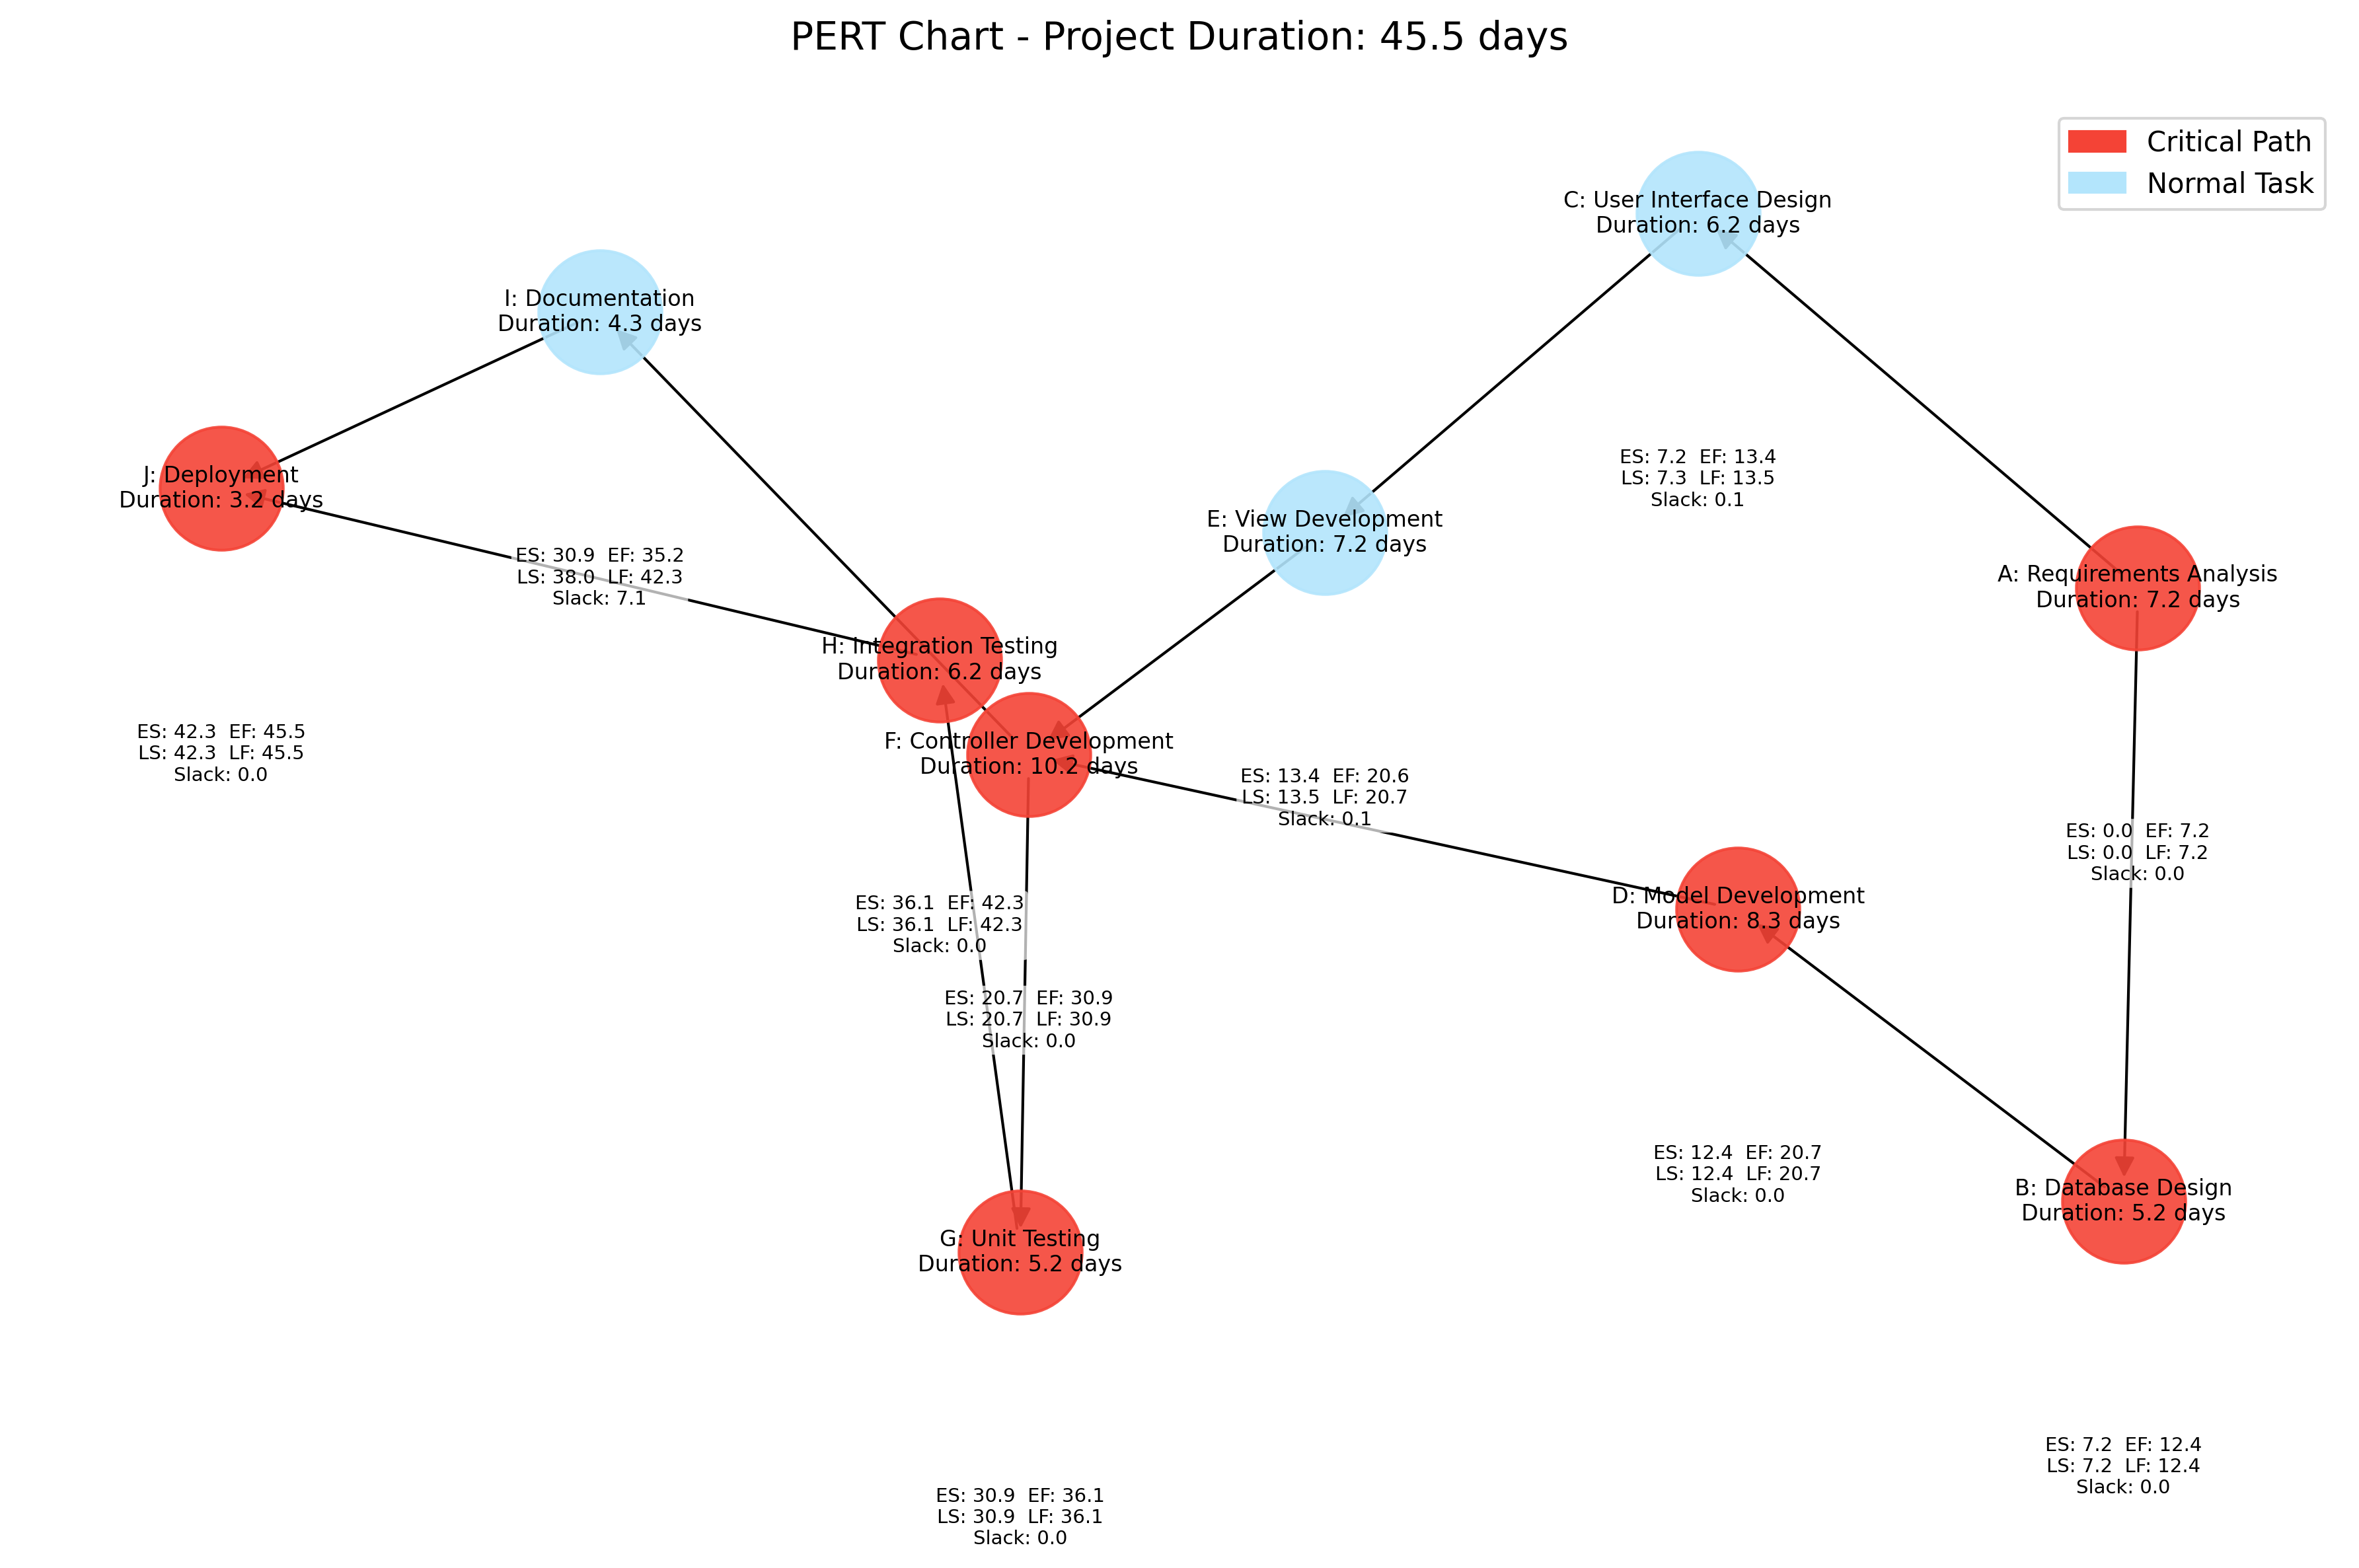 PERT Chart - Project Duration: 45.5 days
Critical Path
Normal Task
C: User Interface Design
Duration: 6.2 days
I: Documentation
Duration: 4.3 days
ES: 7.2  EF: 13.4
LS: 7.3  LF: 13.5
Slack: 0.1
J: Deployment
Duration: 3.2 days
E: View Development
Duration: 7.2 days
ES: 30.9  EF: 35.2
LS: 38.0  LF: 42.3
Slack: 7.1
A: Requirements Analysis
Duration: 7.2 days
H: Integration Testing
Duration: 6.2 days
ES: 42.3  EF: 45.5
LS: 42.3  LF: 45.5
Slack: 0.0
F: Controller Development
Duration: 10.2 days
ES: 13.4  EF: 20.6
LS: 13.5  LF: 20.7
Slack: 0.1
ES: 0.0  EF: 7.2
LS: 0.0  LF: 7.2
Slack: 0.0
D: Model Development
Duration: 8.3 days
ES: 36.1  EF: 42.3
LS: 36.1  LF: 42.3
Slack: 0.0
ES: 20.7  EF: 30.9
LS: 20.7  LF: 30.9
Slack: 0.0
ES: 12.4  EF: 20.7
LS: 12.4  LF: 20.7
Slack: 0.0
B: Database Design
Duration: 5.2 days
G: Unit Testing
Duration: 5.2 days
ES: 7.2  EF: 12.4
LS: 7.2  LF: 12.4
Slack: 0.0
ES: 30.9  EF: 36.1
LS: 30.9  LF: 36.1
Slack: 0.0